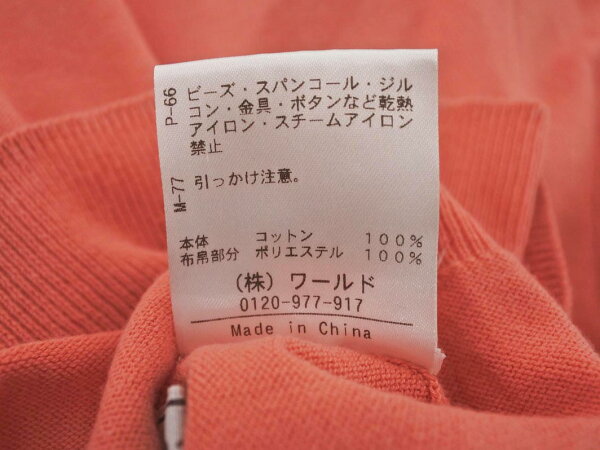 P-66
ビーズ・スパンコール・ジル
コン・金具・ボタンなど乾熱
アイロン・スチームアイロン
禁止
M-77
引っかけ注意。
本体 コットン 100%
布帛部分 ポリエステル 100%
(株) ワールド
0120-977-917
Made in China